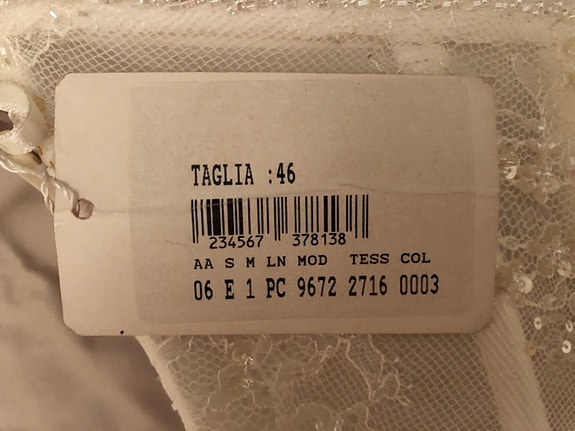 TAGLIA :46
234567 378138
AA S M LN MOD TESS COL
06 E 1 PC 9672 2716 0003